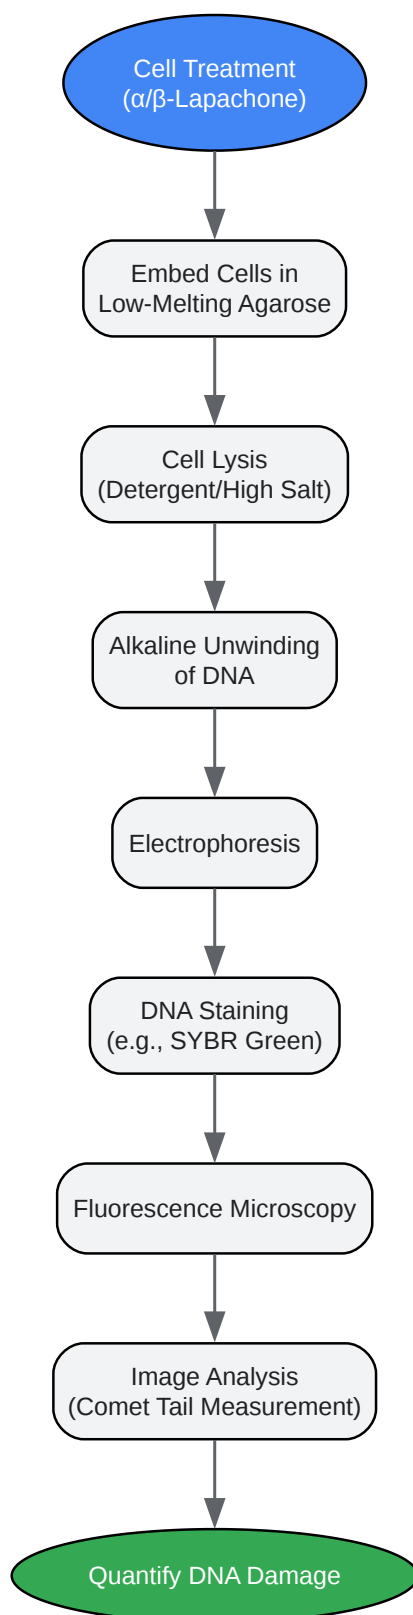 Cell Treatment
(α/β-Lapachone)
Embed Cells in
Low-Melting Agarose
Cell Lysis
(Detergent/High Salt)
Alkaline Unwinding
of DNA
Electrophoresis
DNA Staining
(e.g., SYBR Green)
Fluorescence Microscopy
Image Analysis
(Comet Tail Measurement)
Quantify DNA Damage